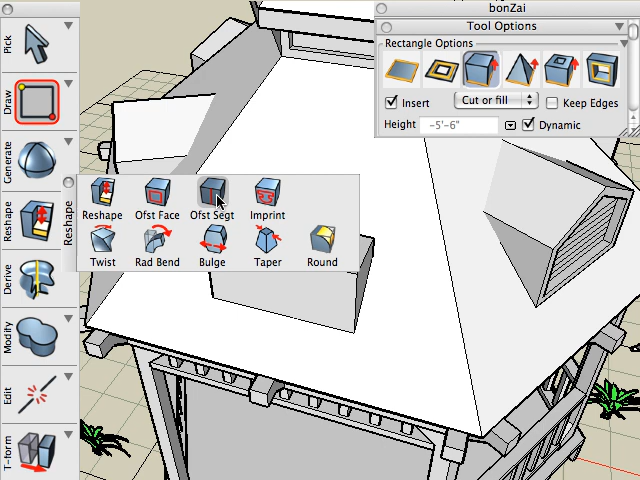 bonZai
Tool Options
Rectangle Options
Insert
Cut or fill
Keep Edges
Height
-5'-6"
Dynamic
Pick
Draw
Generate
Reshape
Derive
Modify
Edit
T-form
Reshape
Reshape
Ofst Face
Ofst Segt
Imprint
Twist
Rad Bend
Bulge
Taper
Round